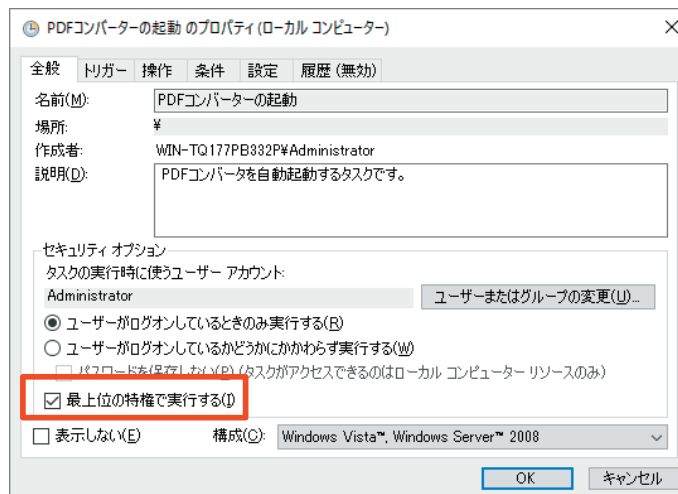 PDFコンバーターの起動 のプロパティ (ローカル コンピューター)
全般 トリガー 操作 条件 設定 履歴 (無効)
名前(M): PDFコンバーターの起動
場所: ¥
作成者: WIN-TQ177PB332P¥Administrator
説明(D): PDFコンバータを自動起動するタスクです。
セキュリティ オプション
タスクの実行時に使うユーザー アカウント:
Administrator ユーザーまたはグループの変更(U)...
ユーザーがログオンしているときのみ実行する(R)
ユーザーがログオンしているかどうかにかかわらず実行する(W)
パスワードを保存しない(P) (タスクがアクセスできるのはローカル コンピューター リソースのみ)
最上位の特権で実行する(I)
表示しない(E) 構成(C): Windows Vista™, Windows Server™ 2008
OK キャンセル